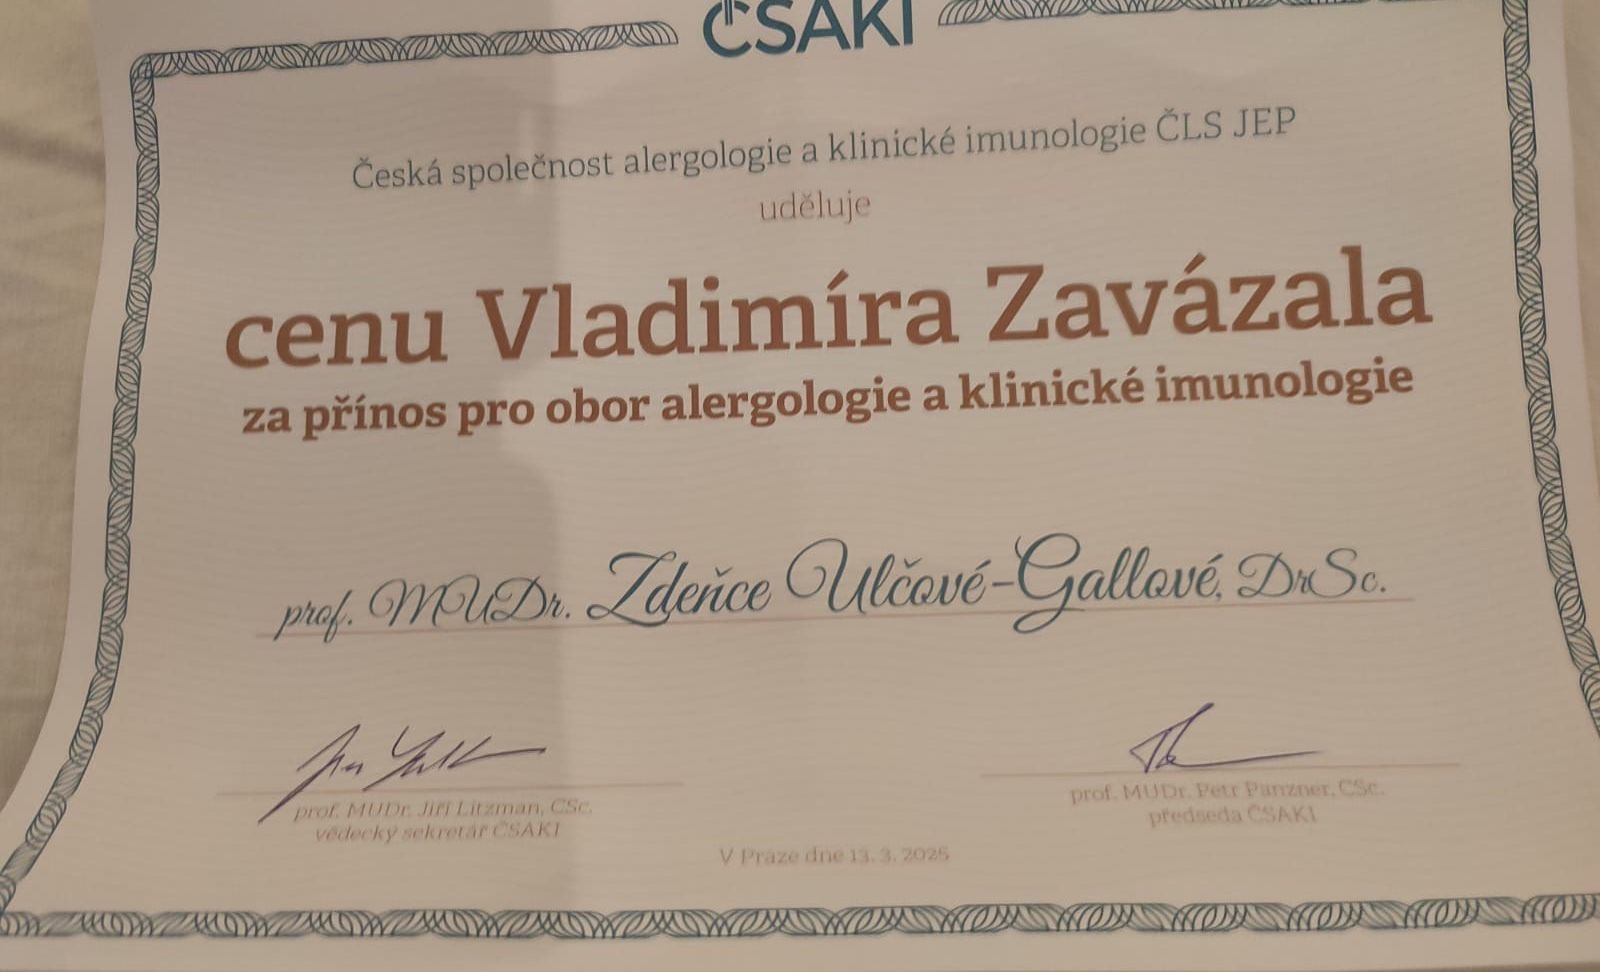 ČSAKI
Česká společnost alergologie a klinické imunologie ČLS JEP
uděluje
cenu Vladimíra Zavázala
za přínos pro obor alergologie a klinické imunologie
prof. MUDr. Zdeňce Ulčové-Gallové, DrSc.
prof. MUDr. Jiří Litzman, CSc.
vědecký sekretář ČSAKI
prof. MUDr. Petr Panzner, CSc.
předseda ČSAKI
V Praze dne 13. 3. 2025